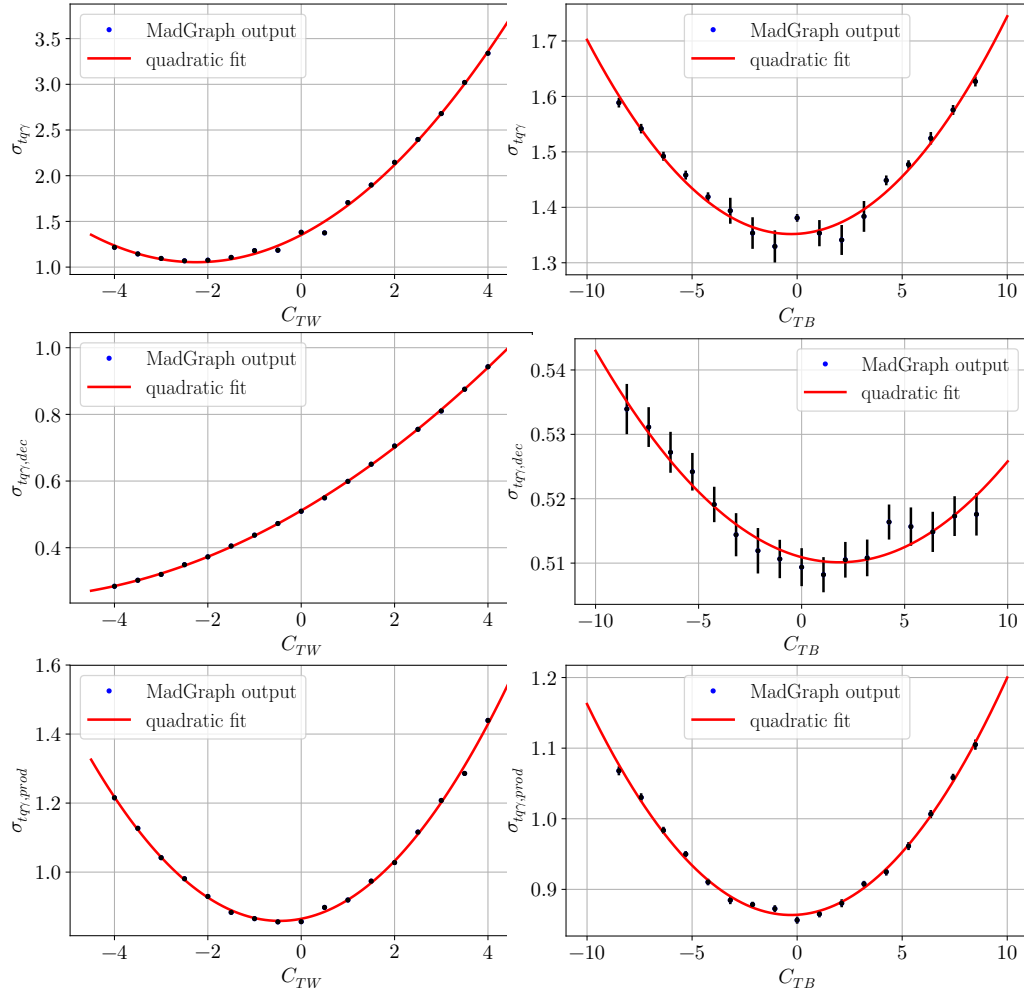 3.5
3.0
2.5
2.0
1.5
1.0
σ_{tqγ}
MadGraph output
quadratic fit
−4 −2 0 2 4
C_{TW}
1.7
1.6
1.5
1.4
1.3
σ_{tqγ}
MadGraph output
quadratic fit
−10 −5 0 5 10
C_{TB}
1.0
0.8
0.6
0.4
σ_{tqγ,dec}
MadGraph output
quadratic fit
−4 −2 0 2 4
C_{TW}
0.54
0.53
0.52
0.51
σ_{tqγ,dec}
MadGraph output
quadratic fit
−10 −5 0 5 10
C_{TB}
1.6
1.4
1.2
1.0
σ_{tqγ,prod}
MadGraph output
quadratic fit
−4 −2 0 2 4
C_{TW}
1.2
1.1
1.0
0.9
σ_{tqγ,prod}
MadGraph output
quadratic fit
−10 −5 0 5 10
C_{TB}